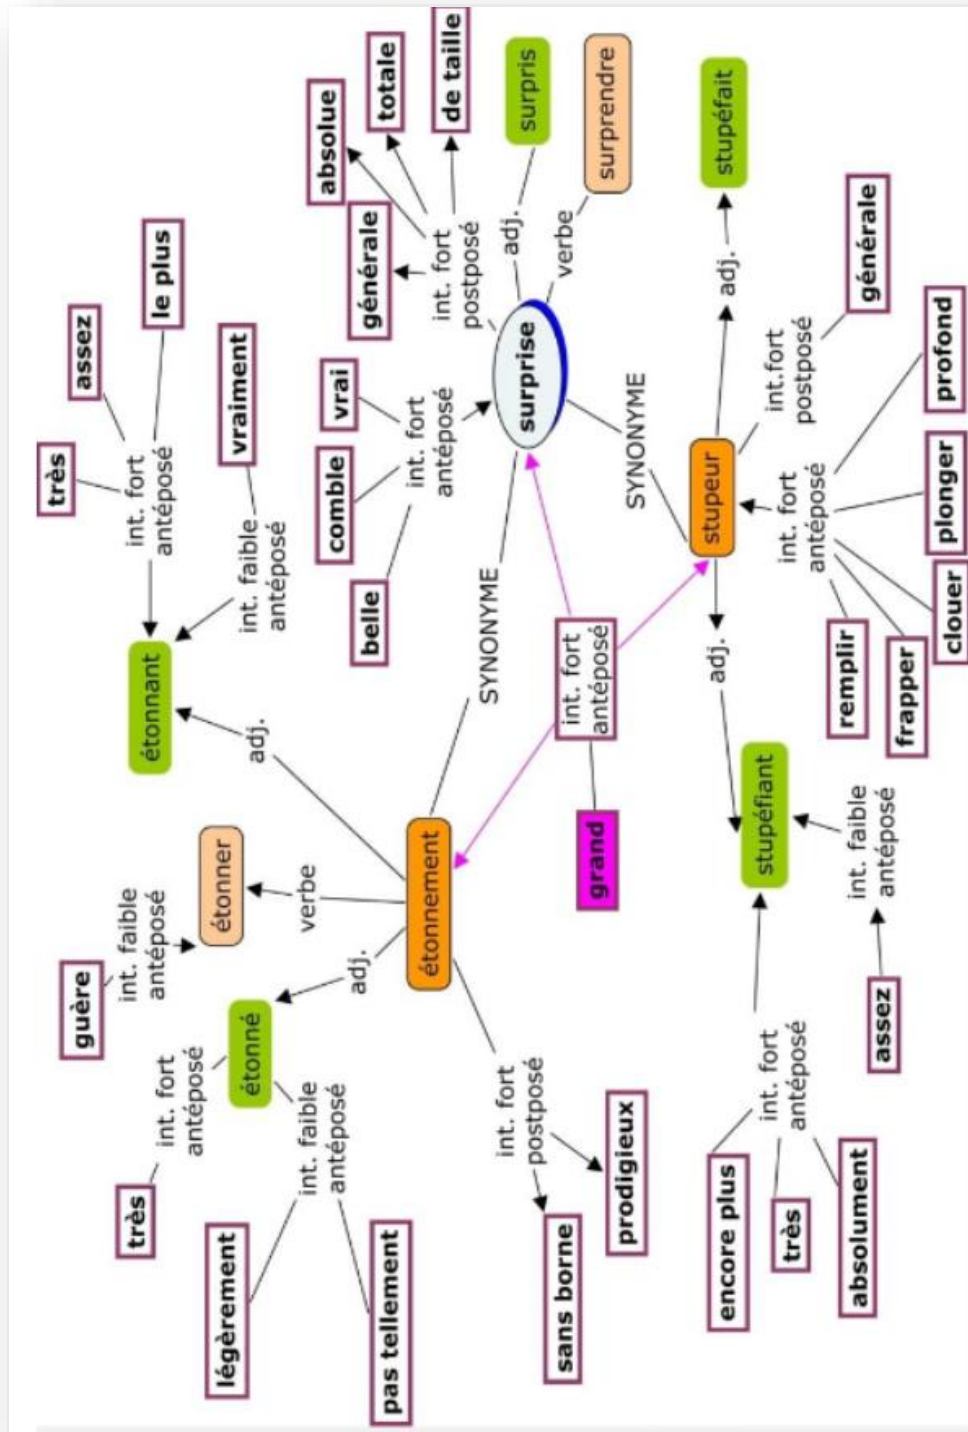 très
assez
le plus
int. fort
antéposé
vraiment
int. faible
antéposé
étonnant
adj.
guère
int. faible
antéposé
étonner
verbe
très
int. fort
antéposé
étonné
adj.
légèrement
int. faible
antéposé
pas tellement
étonnement
int. fort
postposé
sans borne
prodigieux
SYNONYME
belle
comble
vrai
int. fort
antéposé
générale
absolue
totale
de taille
int. fort
postposé
surpris
adj.
surprendre
verbe
surprise
grand
int. fort
antéposé
SYNONYME
stupeur
adj.
stupéfait
int.fort
postposé
générale
int. fort
antéposé
remplir
frapper
clouer
plonger
profond
adj.
stupéfiant
int. faible
antéposé
assez
int. fort
antéposé
encore plus
très
absolument